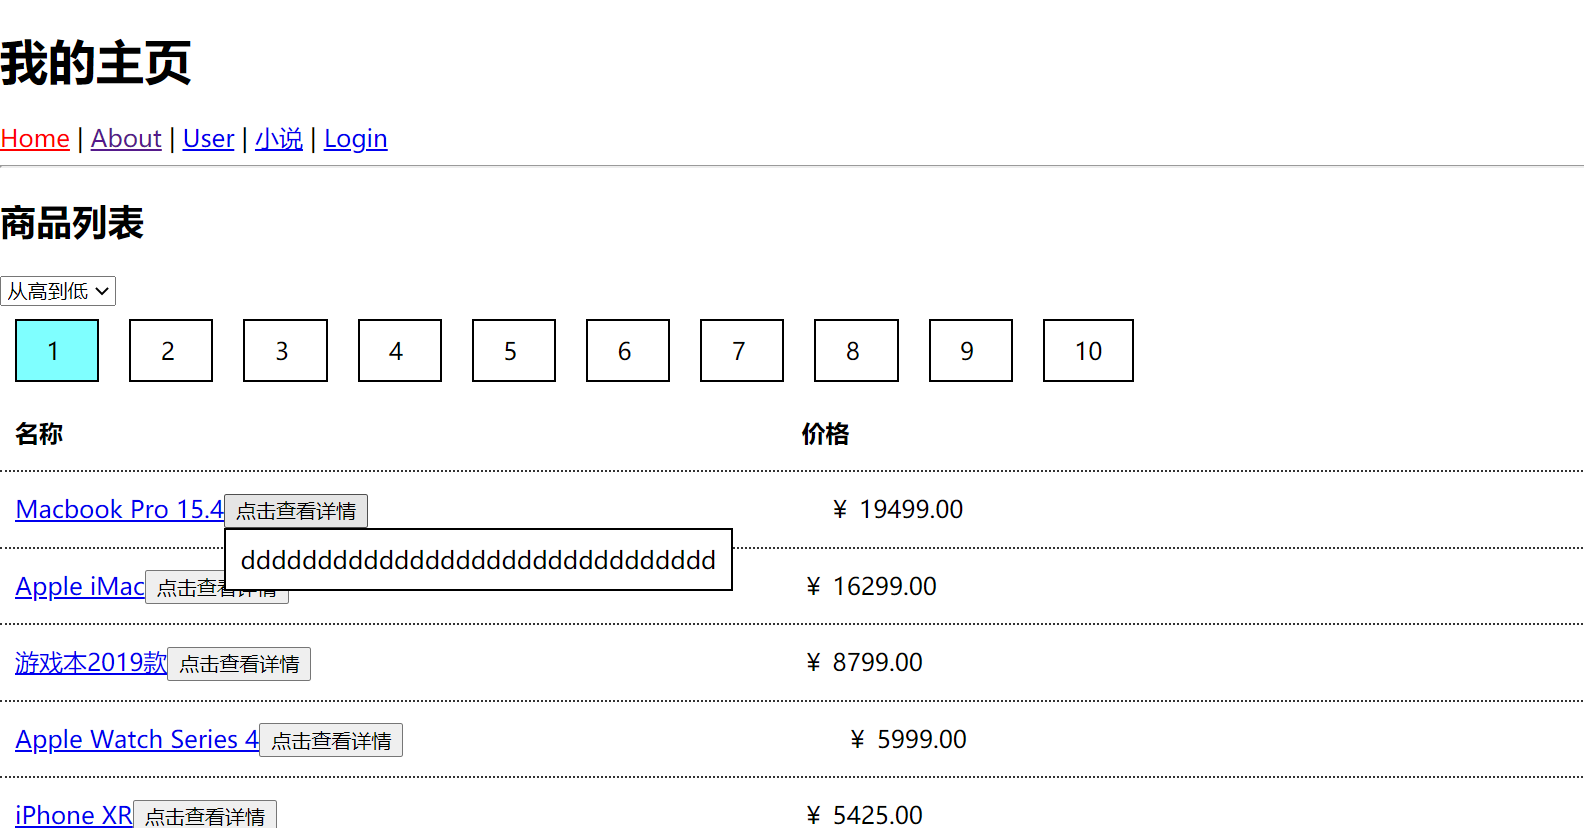 我的主页
Home | About | User | 小说 | Login
商品列表
从高到低
1 2 3 4 5 6 7 8 9 10
名称 价格
Macbook Pro 15.4 点击查看详情 ¥ 19499.00
ddddddddddddddddddddddddddddddd
Apple iMac 点击查看详情 ¥ 16299.00
游戏本2019款 点击查看详情 ¥ 8799.00
Apple Watch Series 4 点击查看详情 ¥ 5999.00
iPhone XR 点击查看详情 ¥ 5425.00